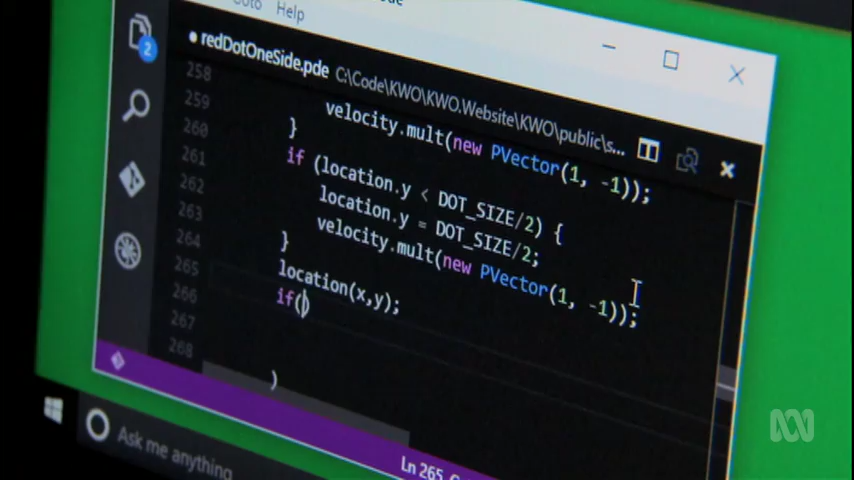 Goto Help
2
redDotOneSide.pde C:\Code\KWO\KWO.Website\KWO\public\s...
258
259 velocity.mult(new PVector(1, -1));
260 }
261 if (location.y < DOT_SIZE/2) {
262 location.y = DOT_SIZE/2;
263 velocity.mult(new PVector(1, -1));
264 }
265 location(x,y);
266 if()
267
268
)
Ln 265,
Ask me anything